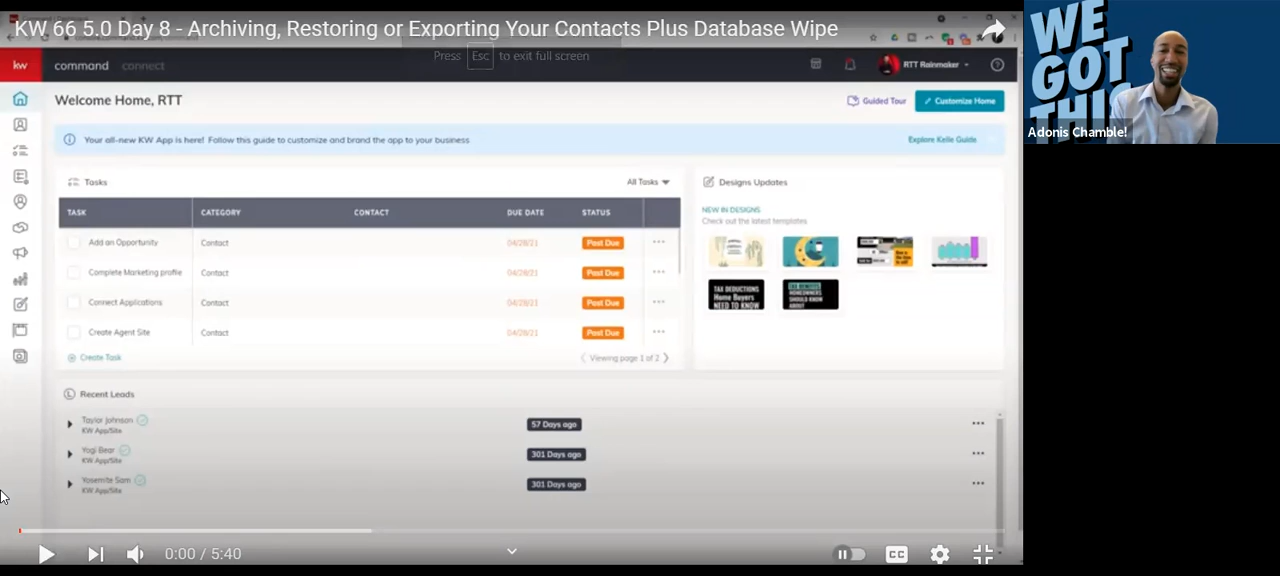 KW 66 5.0 Day 8 - Archiving, Restoring or Exporting Your Contacts Plus Database Wipe
Press Esc to exit full screen
kw command connect
RTT Rainmaker
Welcome Home, RTT
Guided Tour
Customize Home
Your all-new KW App is here! Follow this guide to customize and brand the app to your business
Explore Kelle Guide
Tasks
All Tasks
TASK CATEGORY CONTACT DUE DATE STATUS
Add an Opportunity Contact 04/28/21 Past Due
Complete Marketing profile Contact 04/28/21 Past Due
Connect Applications Contact 04/28/21 Past Due
Create Agent Site Contact 04/28/21 Past Due
Create Task
Viewing page 1 of 2
Designs Updates
NEW IN DESIGNS
Check out the latest templates
TAX DEDUCTIONS
Home Buyers
NEED TO KNOW
TAX BENEFITS
HOMEOWNERS
SHOULD KNOW
ABOUT
Recent Leads
Taylor Johnson
KW App/Site
57 Days ago
Yogi Bear
KW App/Site
301 Days ago
Yosemite Sam
KW App/Site
301 Days ago
0:00 / 5:40
CC
WE
GOT
THIS
Adonis Chamble!